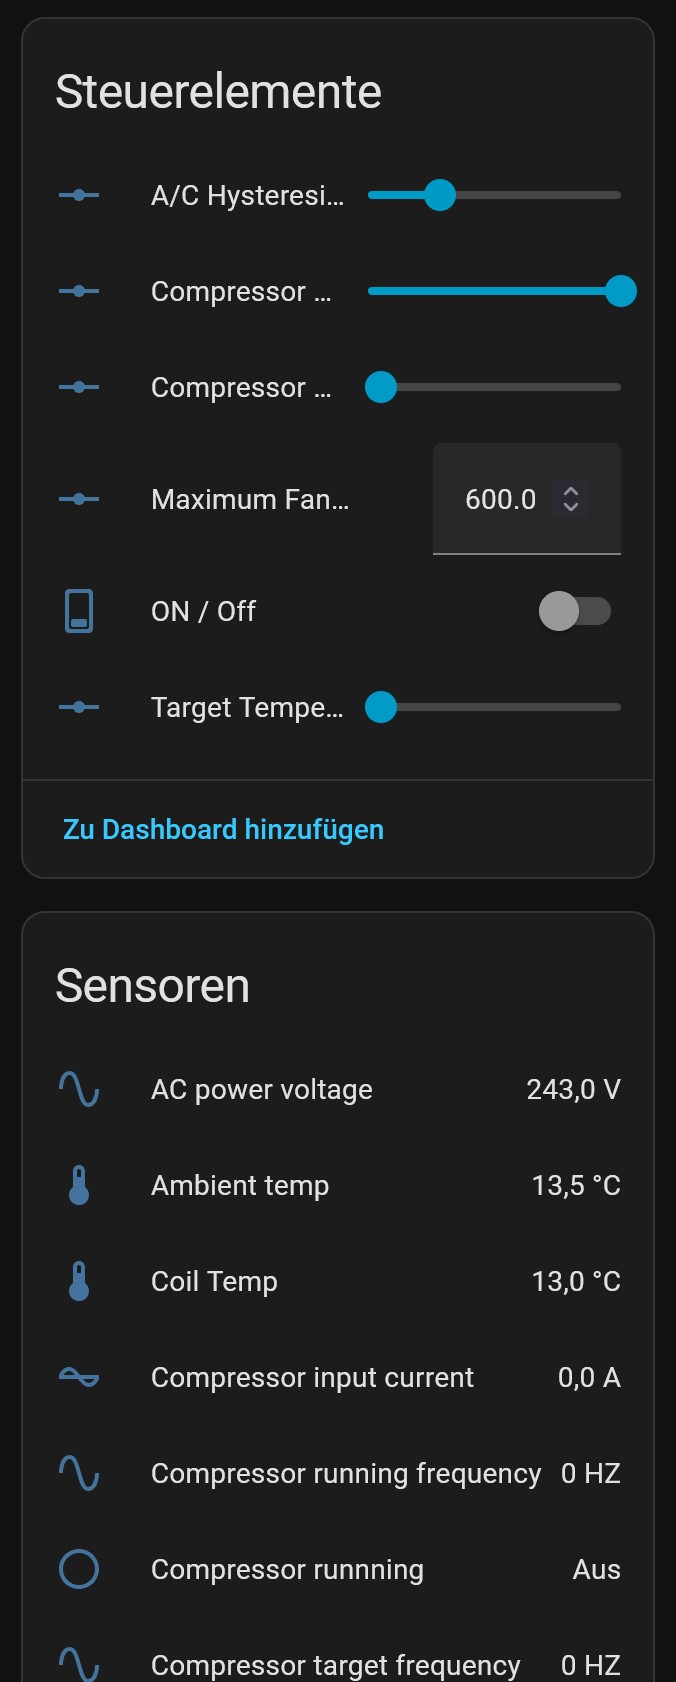 Steuerelemente
A/C Hysteresi...
Compressor ...
Compressor ...
Maximum Fan... 600.0
ON / Off
Target Tempe...
Zu Dashboard hinzufügen
Sensoren
AC power voltage 243,0 V
Ambient temp 13,5 °C
Coil Temp 13,0 °C
Compressor input current 0,0 A
Compressor running frequency 0 HZ
Compressor runnning Aus
Compressor target frequency 0 HZ